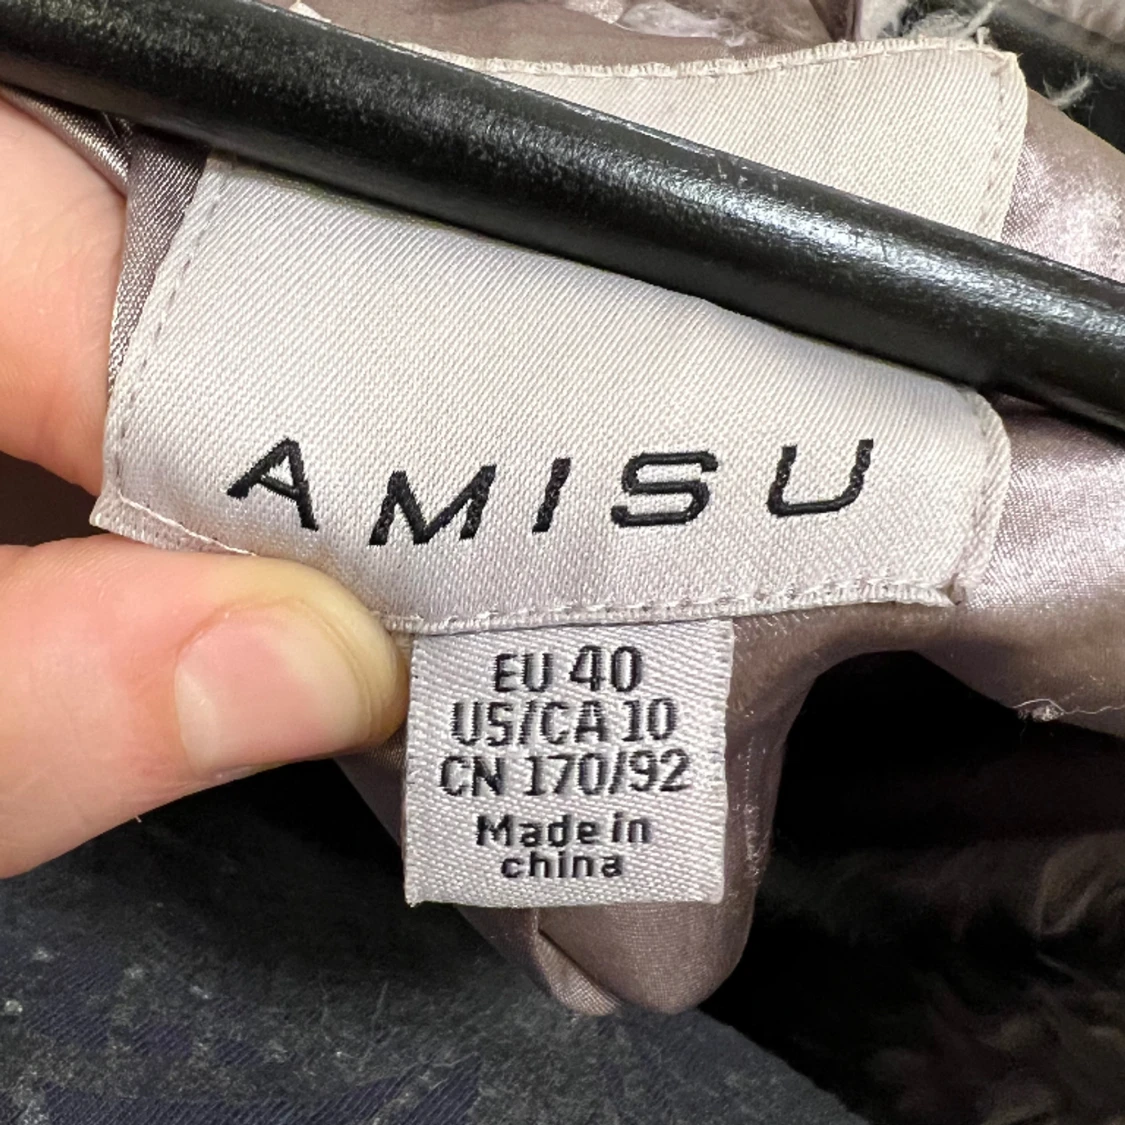 AMISU
EU 40
US/CA 10
CN 170/92
Made in
china